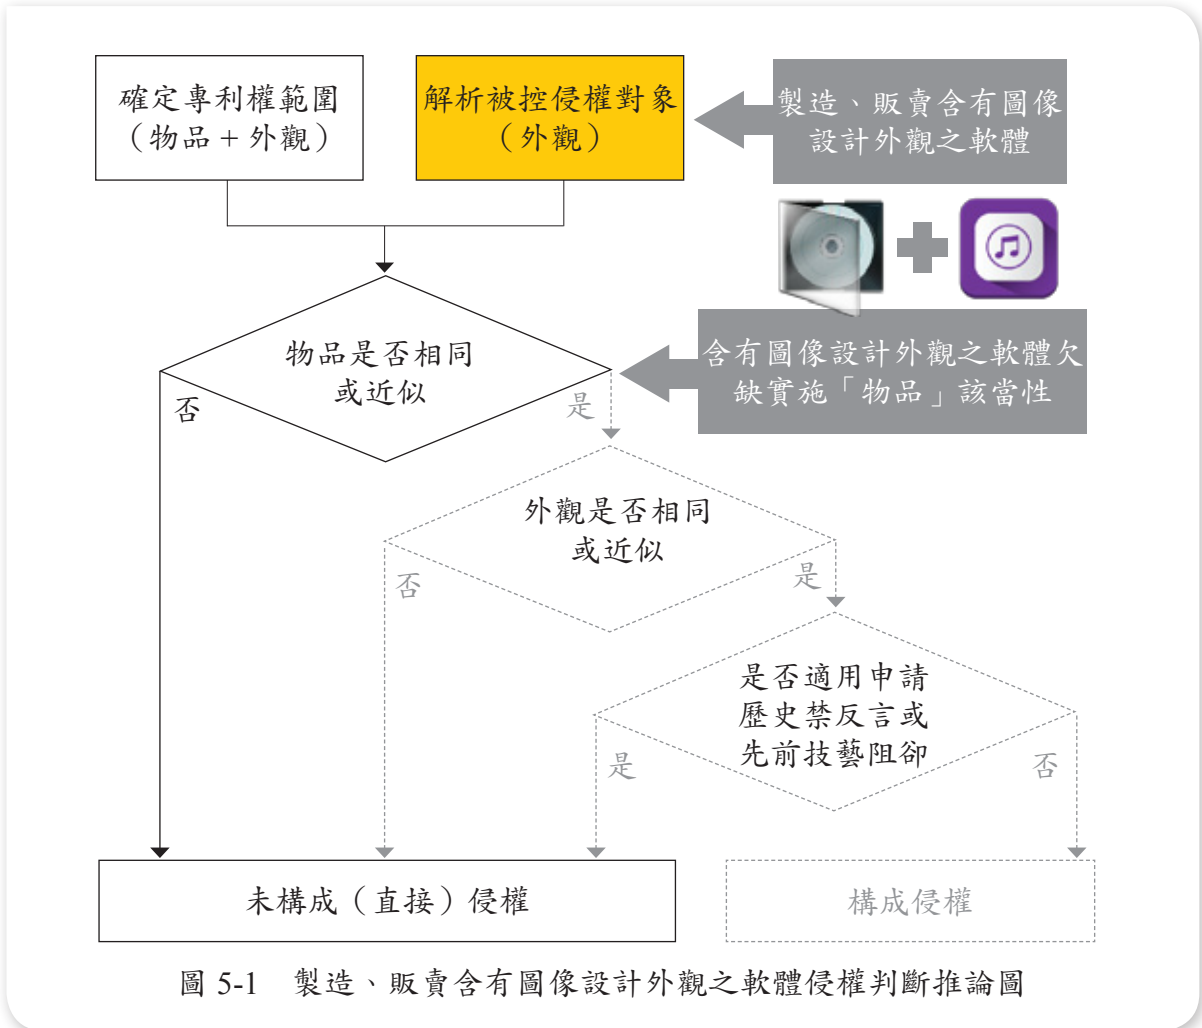 確定專利權範圍
（物品 + 外觀）
解析被控侵權對象
（外觀）
製造、販賣含有圖像
設計外觀之軟體
物品是否相同
或近似
含有圖像設計外觀之軟體欠
缺實施「物品」該當性
否
是
外觀是否相同
或近似
否
是
是否適用申請
歷史禁反言或
先前技藝阻卻
是
否
未構成（直接）侵權
構成侵權
圖 5-1　製造、販賣含有圖像設計外觀之軟體侵權判斷推論圖